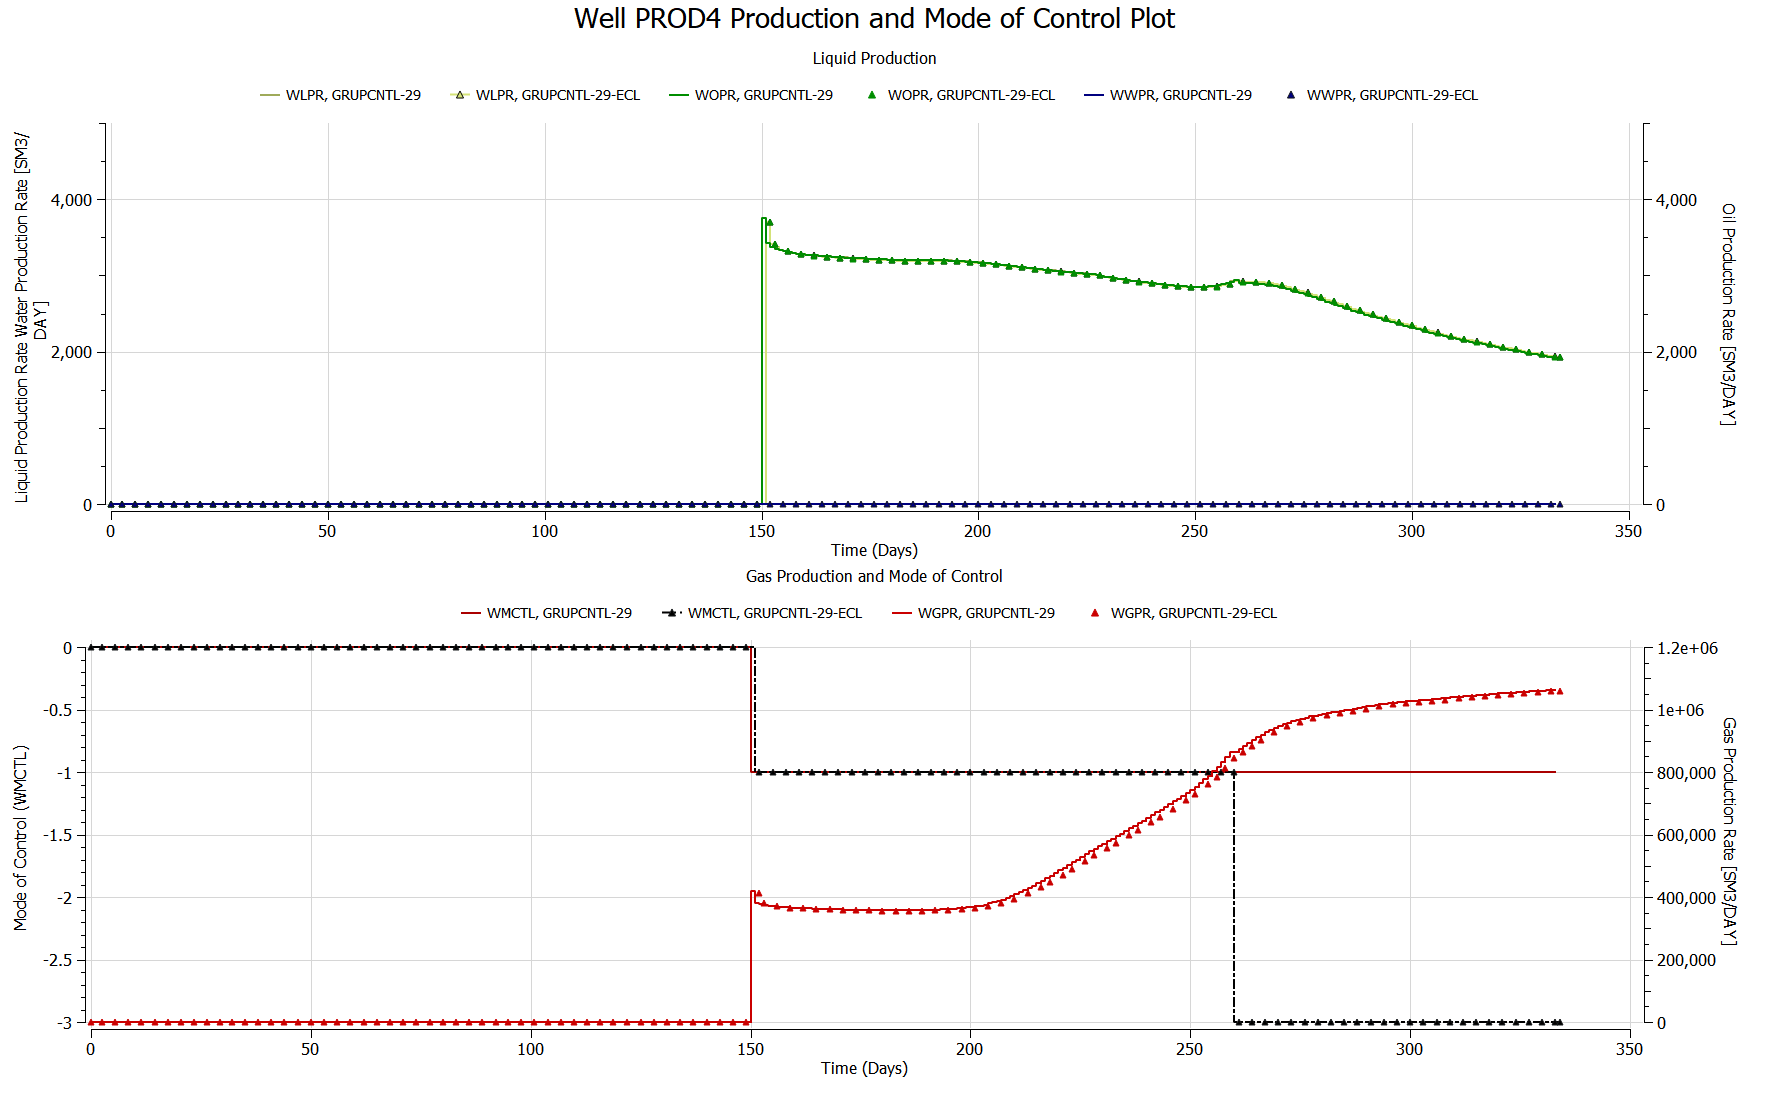 Well PROD4 Production and Mode of Control Plot
Liquid Production
WLPR, GRUPCNTL-29 WLPR, GRUPCNTL-29-ECL WOPR, GRUPCNTL-29 WOPR, GRUPCNTL-29-ECL WWPR, GRUPCNTL-29 WWPR, GRUPCNTL-29-ECL
Liquid Production Rate Water Production Rate [SM3/
DAY]
4,000
2,000
0
4,000
2,000
0
Oil Production Rate [SM3/DAY]
0 50 100 150 200 250 300 350
Time (Days)
Gas Production and Mode of Control
WMCTL, GRUPCNTL-29 WMCTL, GRUPCNTL-29-ECL WGPR, GRUPCNTL-29 WGPR, GRUPCNTL-29-ECL
Mode of Control (WMCTL)
0
-0.5
-1
-1.5
-2
-2.5
-3
1.2e+06
1e+06
800,000
600,000
400,000
200,000
0
Gas Production Rate [SM3/DAY]
0 50 100 150 200 250 300 350
Time (Days)